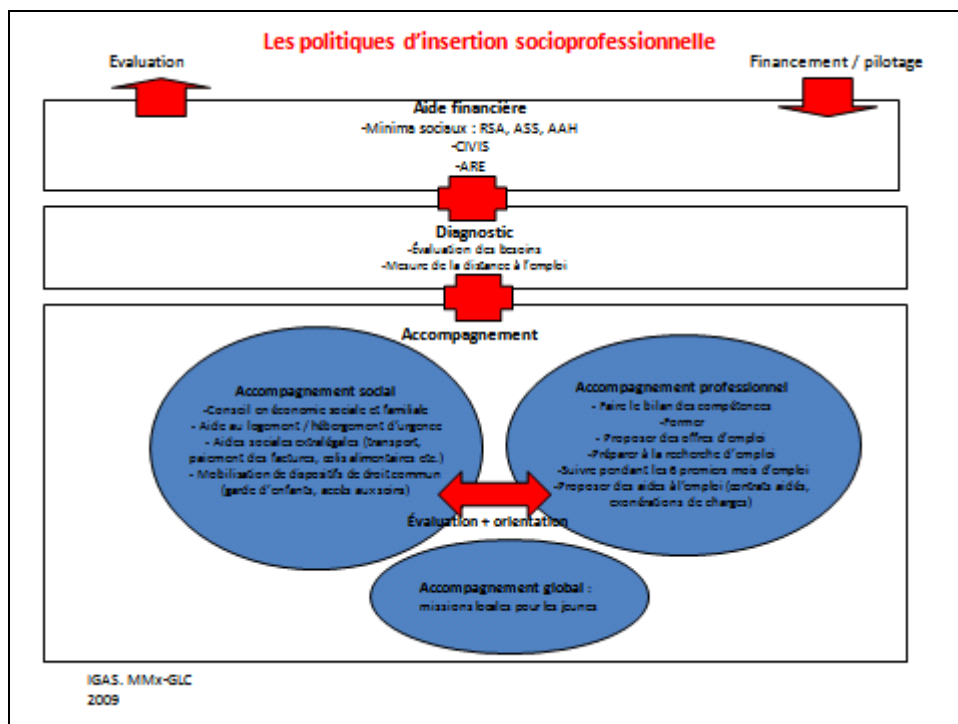 Les politiques d'insertion socioprofessionnelle
Evaluation
Financement / pilotage
Aide financière
-Minima sociaux : RSA, ASS, AAH
-CIVIS
-ARE
Diagnostic
-Évaluation des besoins
-Mesure de la distance à l'emploi
Accompagnement
Accompagnement social
-Conseil en économie sociale et familiale
- Aide au logement / hébergement d'urgence
- Aides sociales extralégales (transport,
paiement des factures, colis alimentaires etc.)
- Mobilisation de dispositifs de droit commun
(garde d'enfants, accès aux soins)
Accompagnement professionnel
- Faire le bilan des compétences
-Former
- Proposer des offres d'emploi
-Préparer à la recherche d'emploi
-Suivre pendant les 6 premiers mois d'emploi
-Proposer des aides à l'emploi (contrats aidés,
exonérations de charges)
Évaluation + orientation
Accompagnement global :
missions locales pour les jeunes
IGAS. MMx-GLC
2009